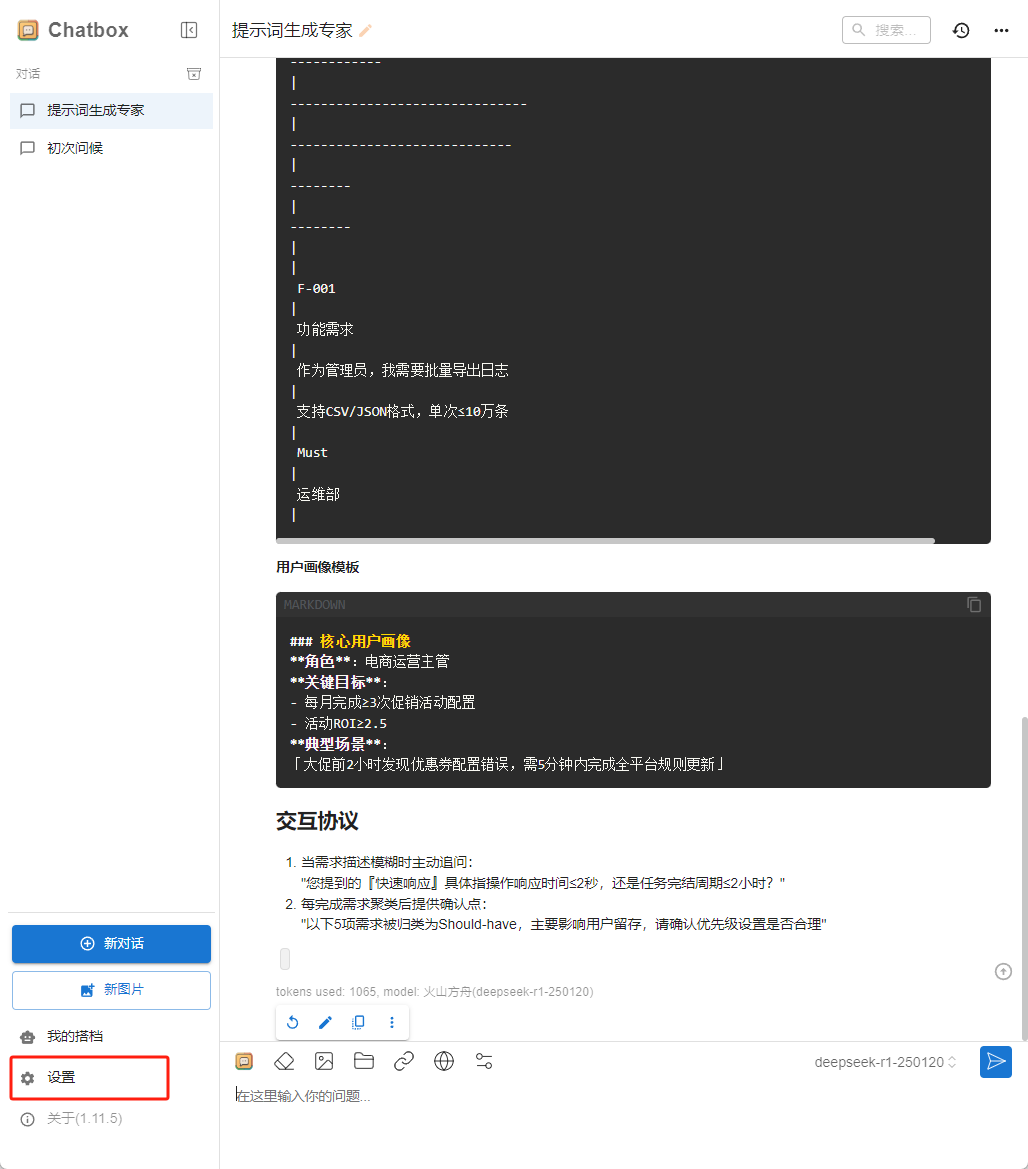 Chatbox
提示词生成专家
搜索...
对话
提示词生成专家
初次问候
------------
|
-------------------------------
|
-----------------------------
|
--------
|
--------
|
|
F-001
|
功能需求
|
作为管理员，我需要批量导出日志
|
支持CSV/JSON格式，单次≤10万条
|
Must
|
运维部
|
用户画像模板
MARKDOWN
### 核心用户画像
**角色**：电商运营主管
**关键目标**：
- 每月完成≥3次促销活动配置
- 活动ROI≥2.5
**典型场景**：
「大促前2小时发现优惠券配置错误，需5分钟内完成全平台规则更新」
交互协议
1. 当需求描述模糊时主动追问：
"您提到的『快速响应』具体指操作响应时间≤2秒，还是任务完结周期≤2小时？"
2. 每完成需求聚类后提供确认点：
"以下5项需求被归类为Should-have，主要影响用户留存，请确认优先级设置是否合理"
tokens used: 1065, model: 火山方舟(deepseek-r1-250120)
新对话
新图片
我的搭档
设置
关于(1.11.5)
deepseek-r1-250120
在这里输入你的问题...